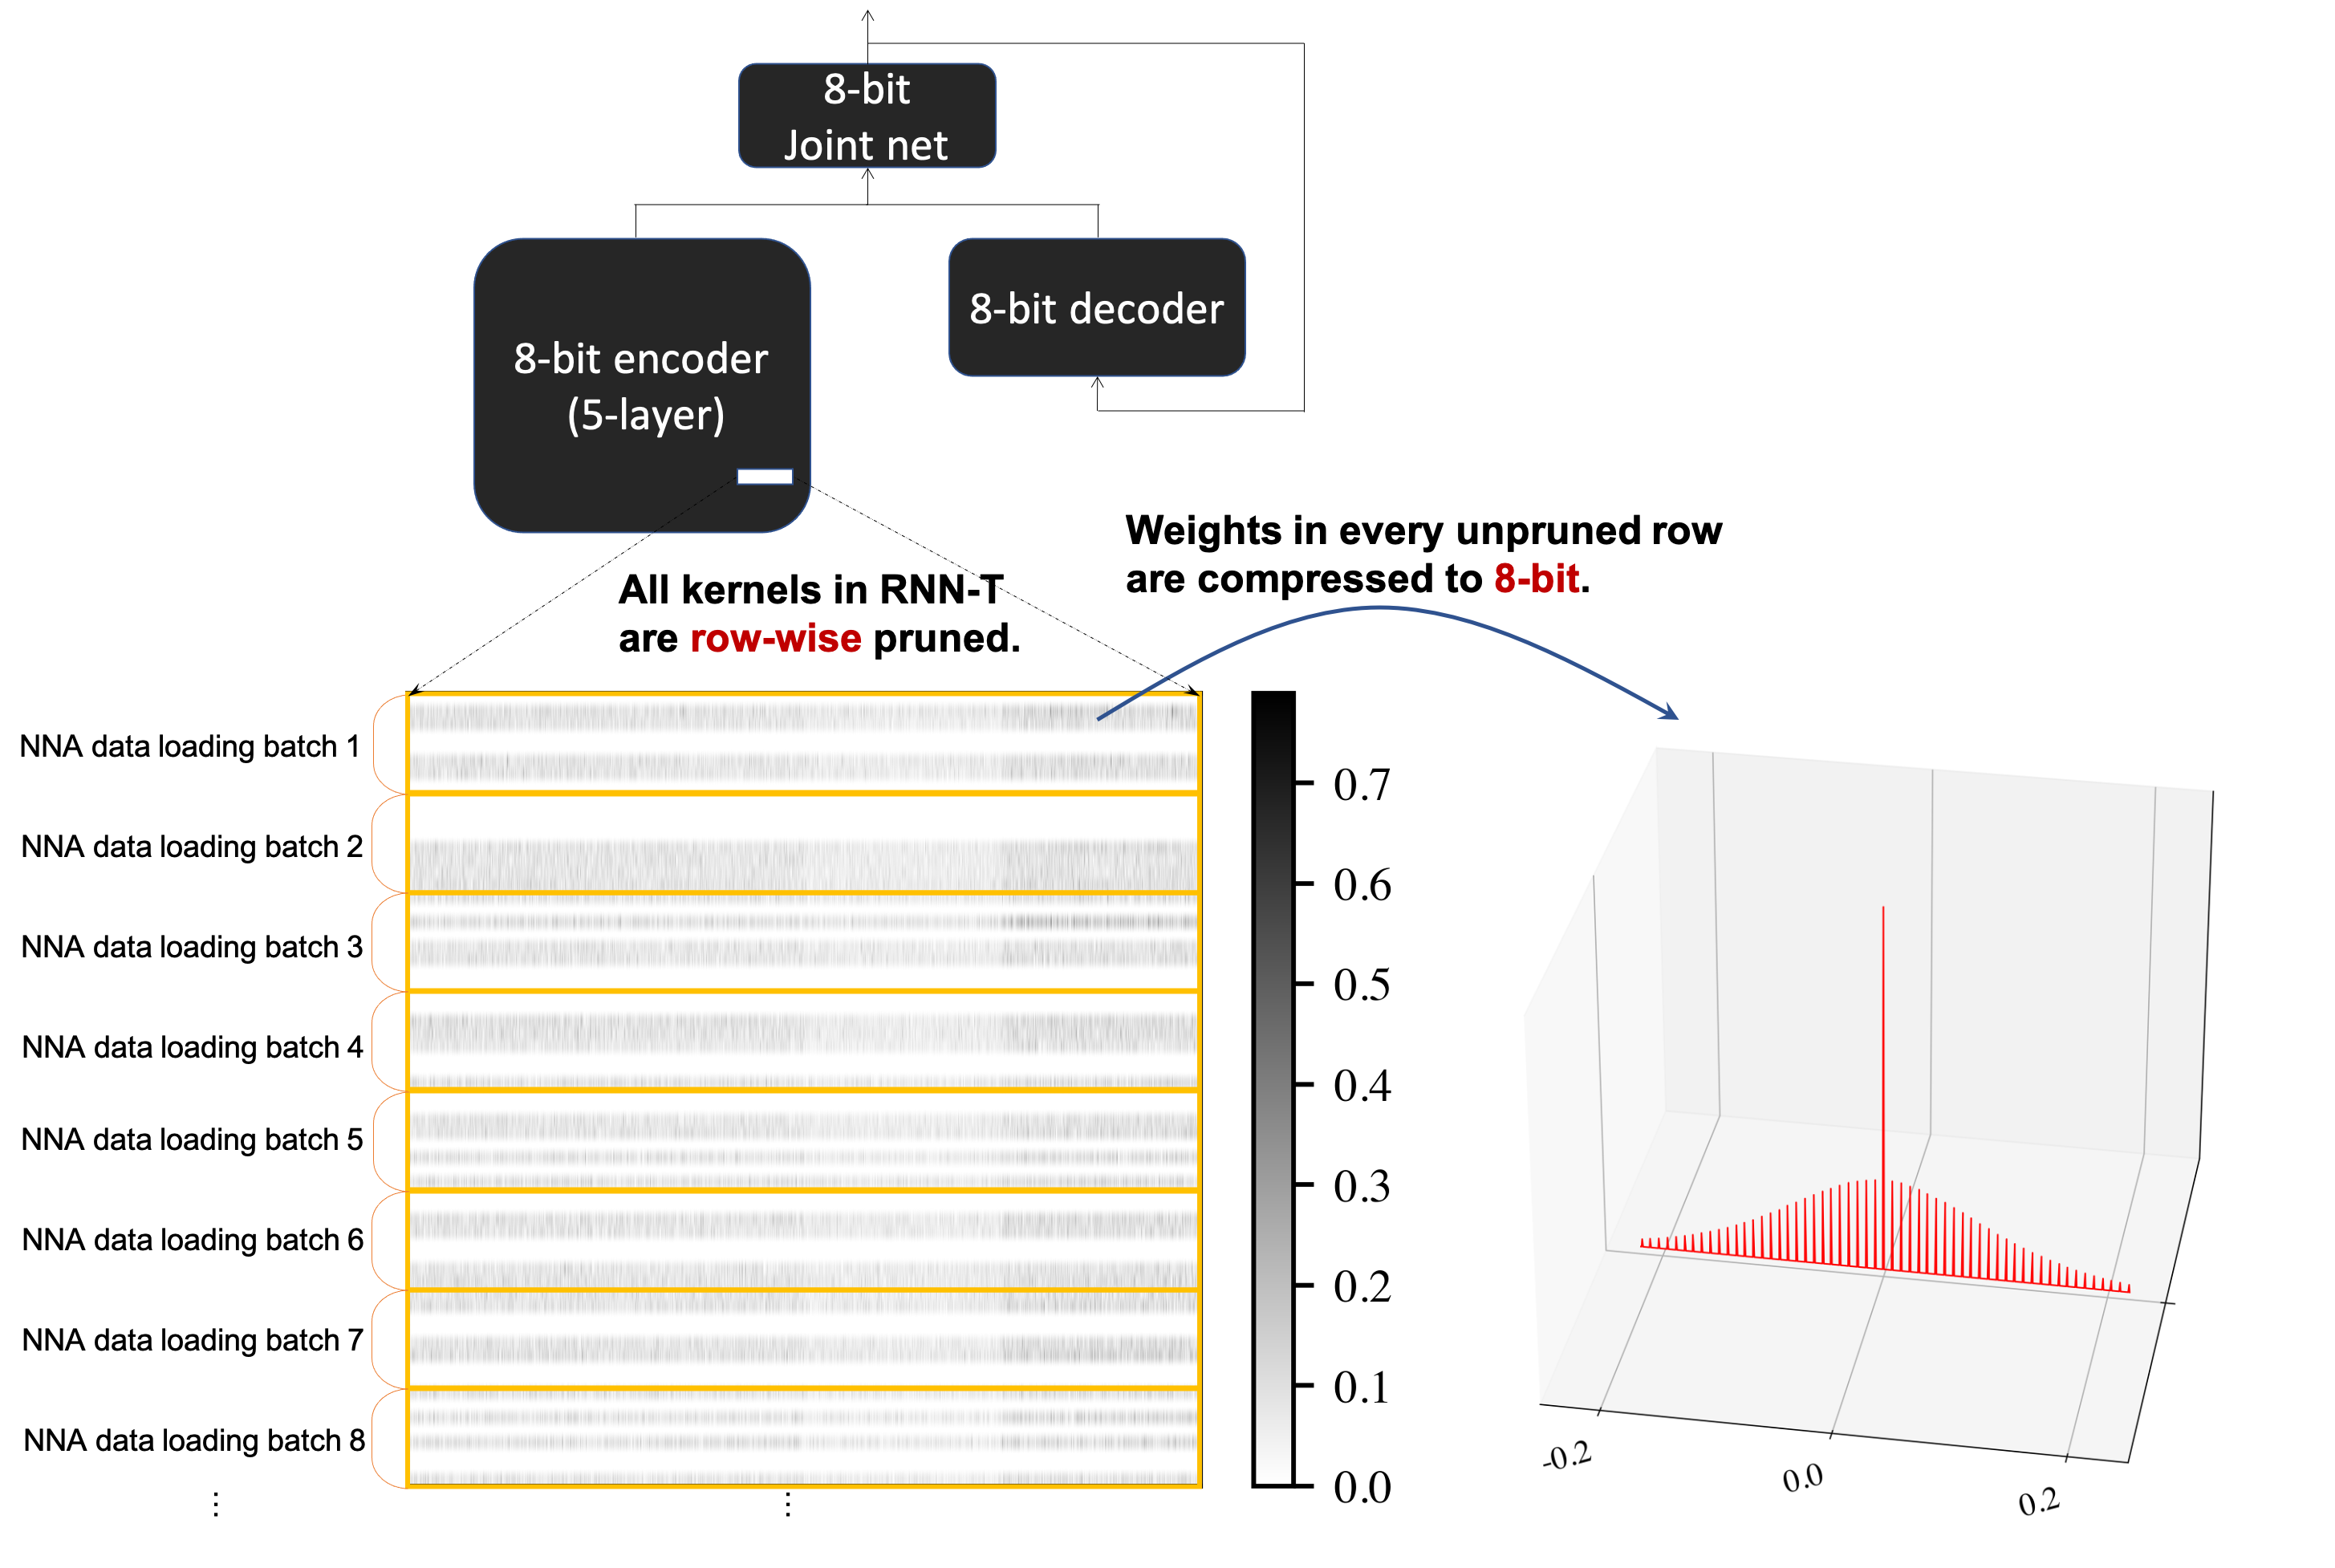 8-bit
Joint net
8-bit encoder
(5-layer)
8-bit decoder
Weights in every unpruned row
are compressed to 8-bit.
All kernels in RNN-T
are row-wise pruned.
NNA data loading batch 1
NNA data loading batch 2
NNA data loading batch 3
NNA data loading batch 4
NNA data loading batch 5
NNA data loading batch 6
NNA data loading batch 7
NNA data loading batch 8
⋮
⋮
0.7
0.6
0.5
0.4
0.3
0.2
0.1
0.0
-0.2
0.0
0.2